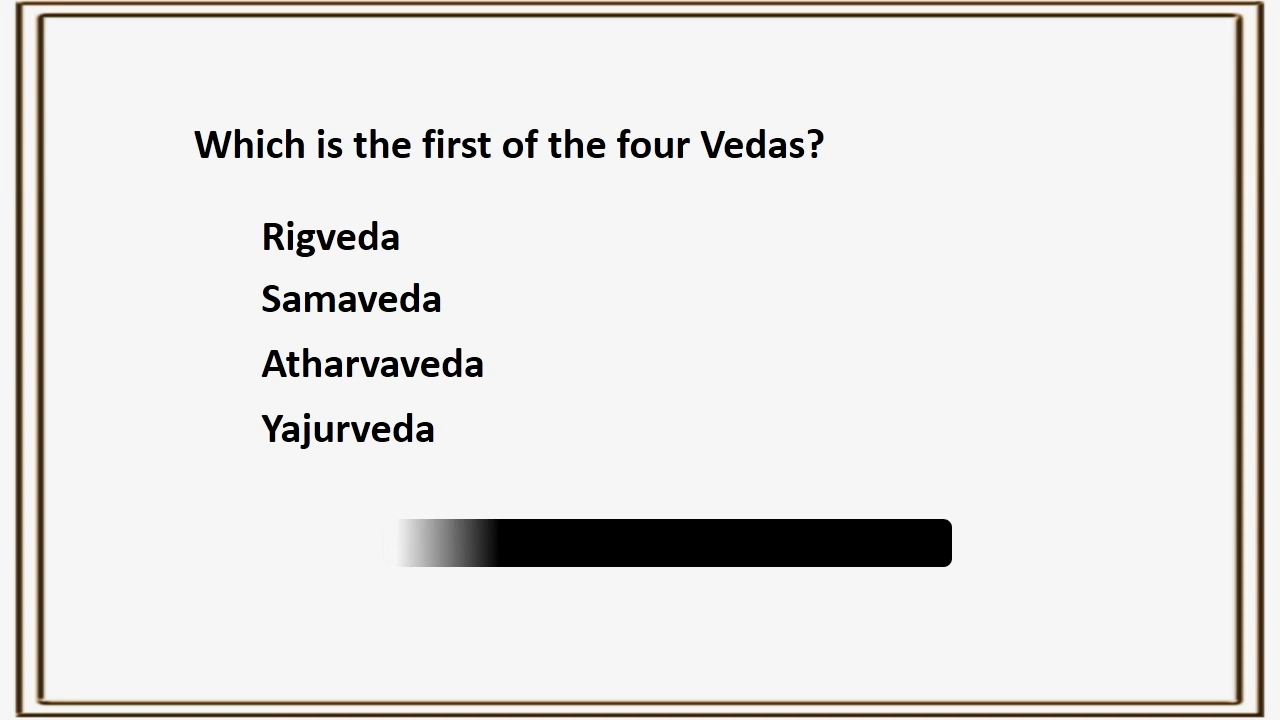 Which is the first of the four Vedas?
Rigveda
Samaveda
Atharvaveda
Yajurveda